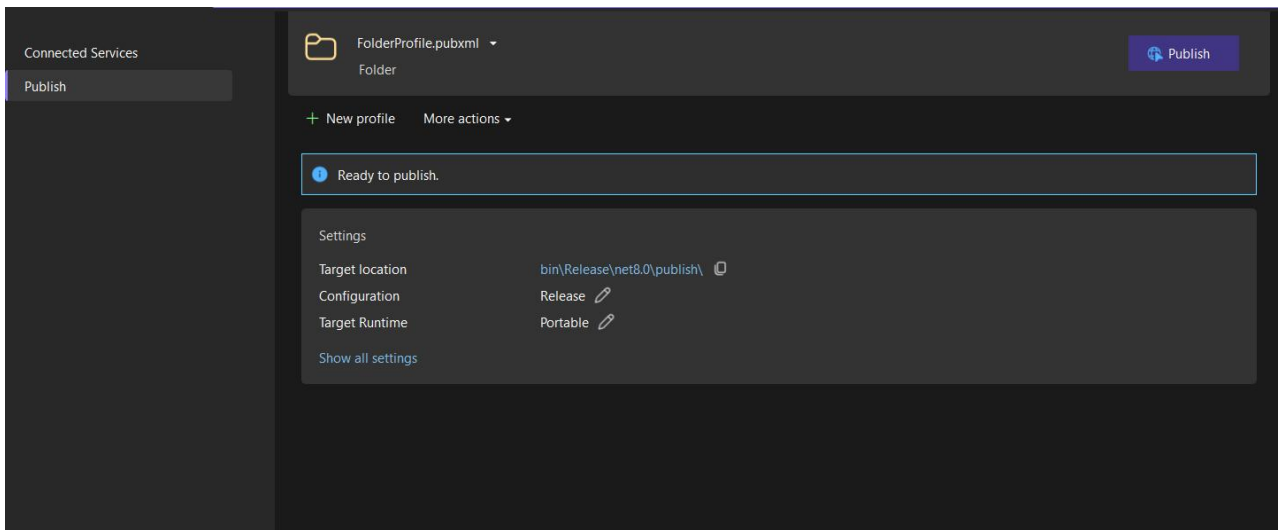 Connected Services
Publish
FolderProfile.pubxml
Folder
Publish
New profile More actions
Ready to publish.
Settings
Target location bin\Release\net8.0\publish\
Configuration Release
Target Runtime Portable
Show all settings